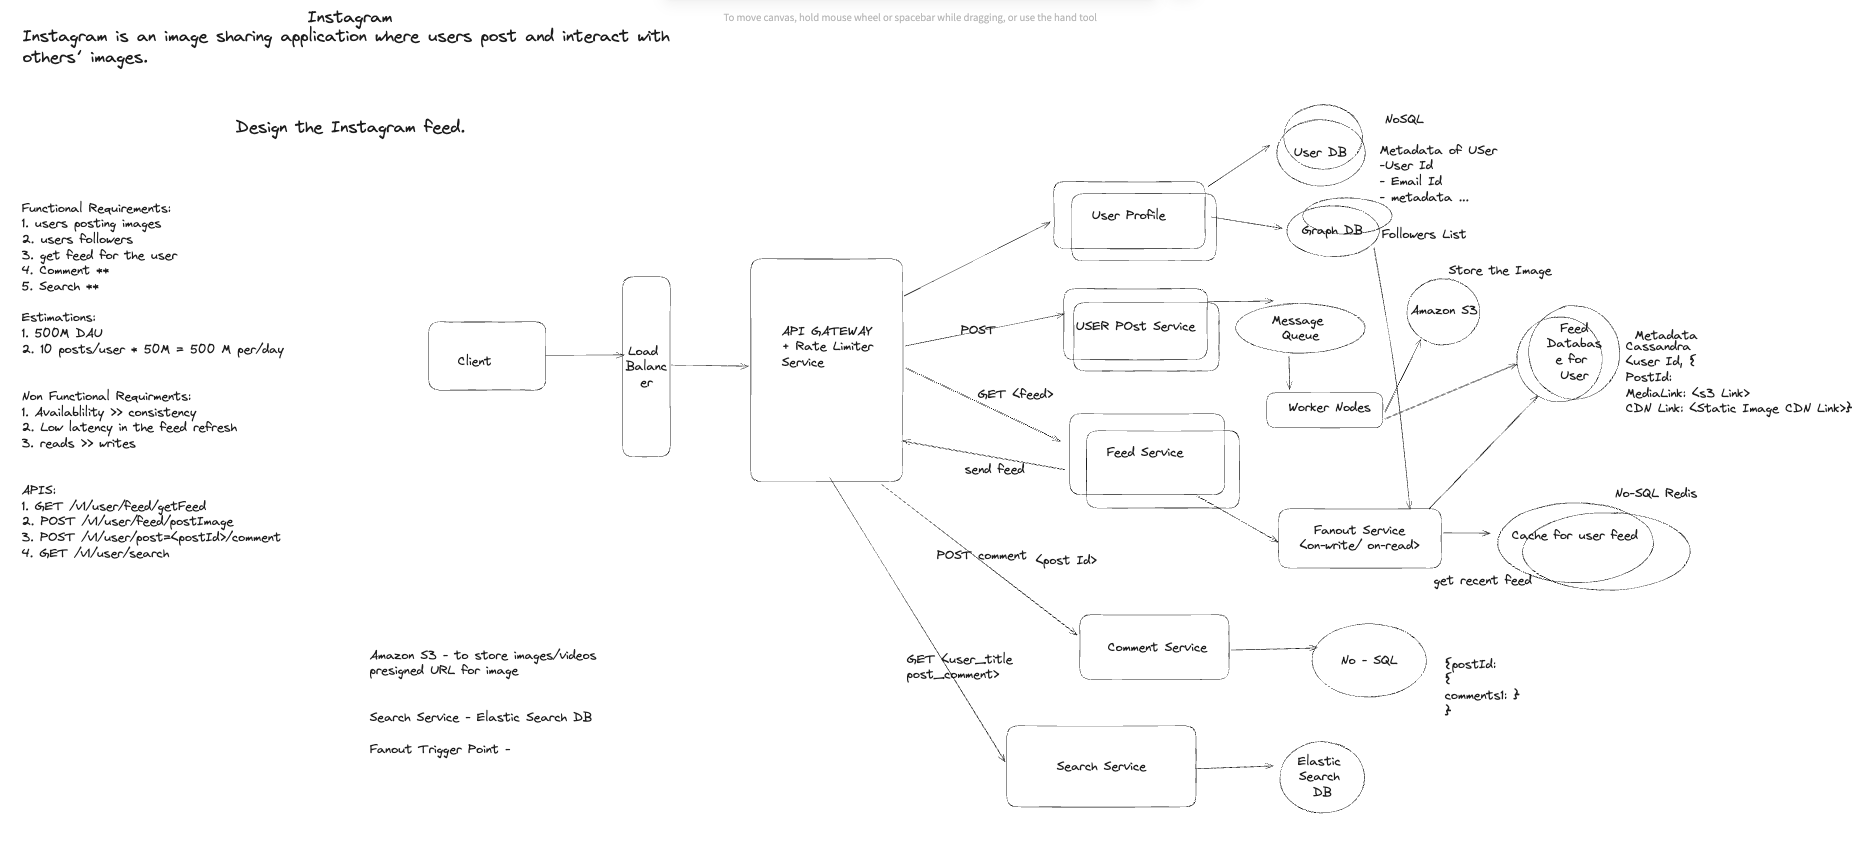 To move canvas, hold mouse wheel or spacebar while dragging, or use the hand tool
Instagram
Instagram is an image sharing application where users post and interact with
others' images.
Design the Instagram feed.
Functional Requirements:
1. users posting images
2. users followers
3. get feed for the user
4. Comment **
5. Search **
Estimations:
1. 500M DAU
2. 10 posts/user * 50M = 500 M per/day
Non Functional Requirments:
1. Availablility >> consistency
2. Low latency in the feed refresh
3. reads >> writes
APIS:
1. GET /v1/user/feed/getFeed
2. POST /v1/user/feed/postImage
3. POST /v1/user/post=<postId>/comment
4. GET /v1/user/search
Amazon S3 - to store images/videos
presigned URL for image
Search Service - Elastic Search DB
Fanout Trigger Point -
Client
Load
Balanc
er
API GATEWAY
+ Rate Limiter
Service
POST
GET <feed>
send feed
POST comment <post Id>
GET <user_title
post_comment>
User Profile
User DB
NoSQL
Metadata of USer
-User Id
- Email Id
- metadata ...
Graph DB
Followers List
USER POst Service
Message
Queue
Worker Nodes
Store the Image
Amazon S3
Feed
Databas
e for
User
Metadata
Cassandra
<user Id, {
PostId:
MediaLink: <s3 Link>
CDN Link: <Static Image CDN Link>}
Feed Service
Fanout Service
<on-write/ on-read>
No-SQL Redis
Cache for user feed
get recent feed
Comment Service
No - SQL
{postId:
{
comments1: }
}
Search Service
Elastic
Search
DB